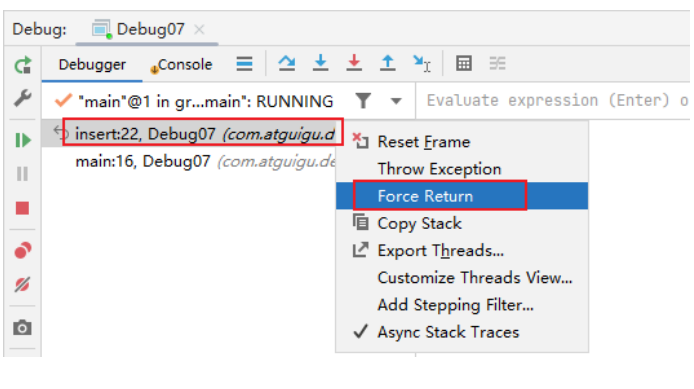 Debug: Debug07
Debugger Console
"main"@1 in gr...main": RUNNING Evaluate expression (Enter) o
insert:22, Debug07 (com.atguigu.d
main:16, Debug07 (com.atguigu.de
Reset Frame
Throw Exception
Force Return
Copy Stack
Export Threads...
Customize Threads View...
Add Stepping Filter...
Async Stack Traces